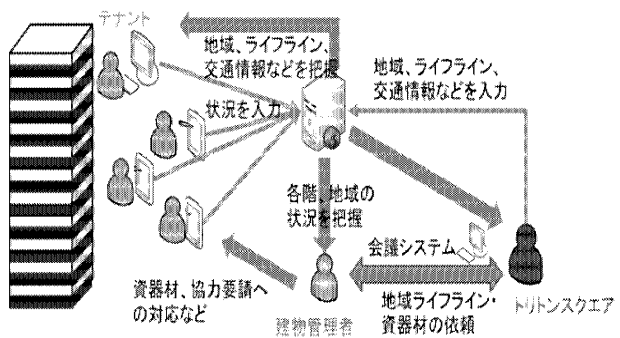 テナント
地域、ライフライン、
交通情報などを把握
地域、ライフライン、
交通情報などを入力
状況を入力
各階、地域の
状況を把握
会議システム
資器材、協力要請へ
の対応など
建物管理者
地域ライフライン・
資器材の依頼
トリトンスクエア